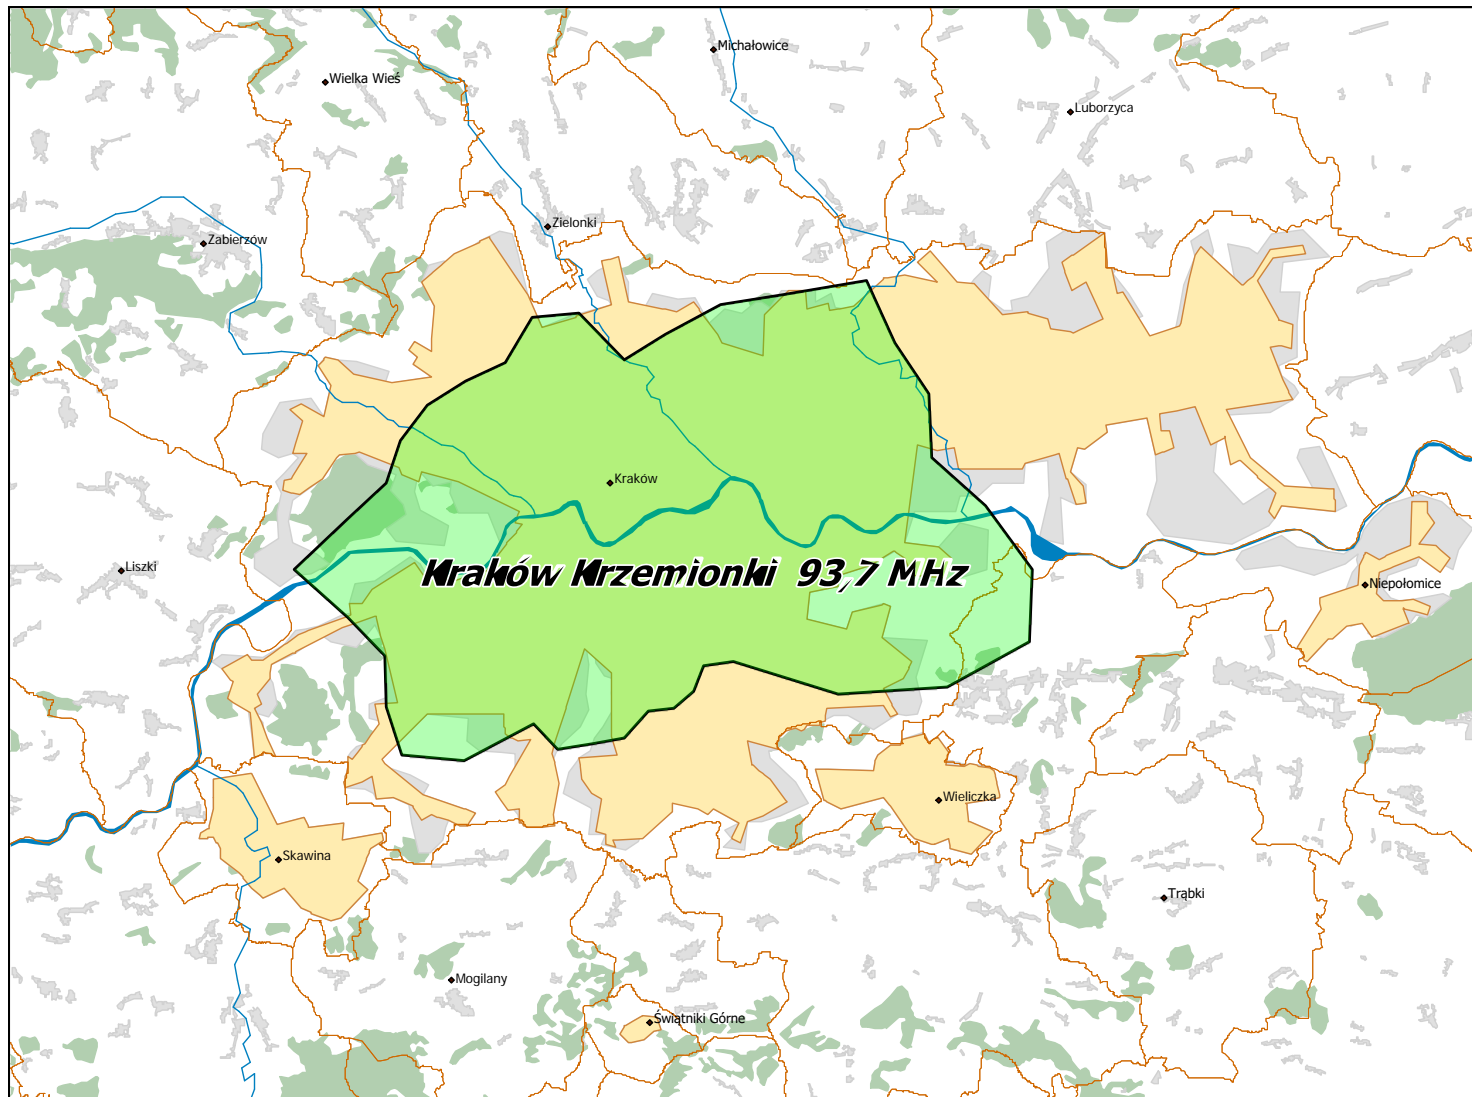 Michałowice
Wielka Wieś
Luborzyca
Zielonki
Zabierzów
Kraków
Kraków Krzemionki 93,7 MHz
Liszki
Niepołomice
Wieliczka
Skawina
Trąbki
Mogilany
Świątniki Górne